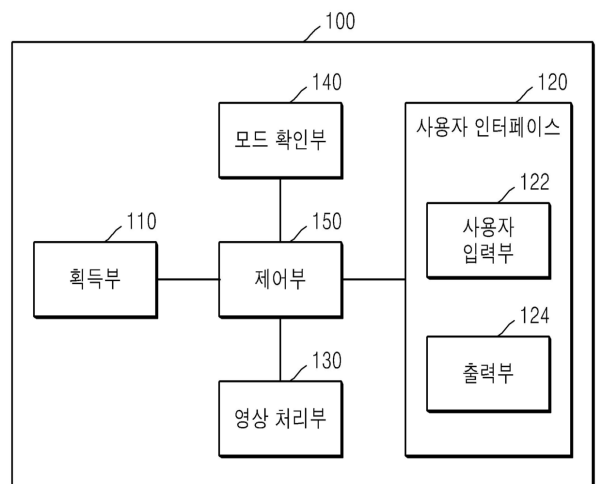 100
140
모드 확인부
120
사용자 인터페이스
122
사용자
입력부
110
획득부
150
제어부
124
출력부
130
영상 처리부